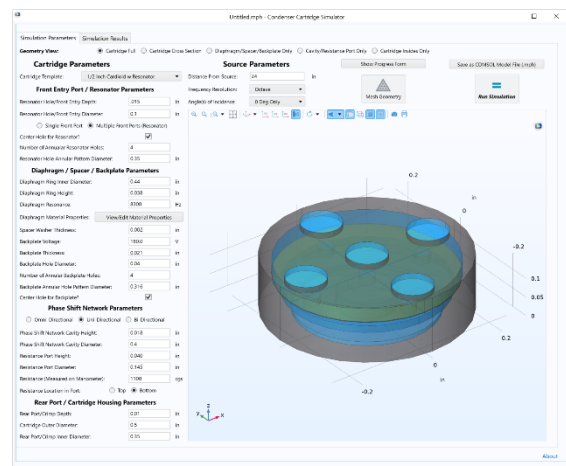 Untitled.mph - Condenser Cartridge Simulator
Simulation Parameters Simulation Results
Geometry View: Cartridge Full Cartridge Cross Section Diaphragm/Spacer/Backplate Only Cavity/Resistance Port Only Cartridge Insides Only
Cartridge Parameters
Cartridge Template: 1/2 Inch Cardioid w Resonator
Front Entry Port / Resonator Parameters
Resonator Hole/Front Entry Depth: .015 in
Resonator Hole/Front Entry Diameter: 0.1 in
Single Front Port Multiple Front Ports (Resonator)
Center Hole for Resonator?
Number of Annular Resonator Holes: 4
Resonator Hole Annular Pattern Diameter: 0.35 in
Diaphragm / Spacer / Backplate Parameters
Diaphragm Ring Inner Diameter: 0.44 in
Diaphragm Ring Height: 0.038 in
Diaphragm Resonance: Hz
Diaphragm Material Properties: View/Edit Material Properties
Spacer Washer Thickness: 0.002 in
Backplate Voltage: V
Backplate Thickness: 0.021 in
Backplate Hole Diameter: 0.04 in
Number of Annular Backplate Holes: 4
Backplate Annular Hole Pattern Diameter: 0.316 in
Center Hole for Backplate?
Phase Shift Network Parameters
Omni Directional Uni Directional Bi Directional
Phase Shift Network Cavity Height: 0.018 in
Phase Shift Network Cavity Diameter: 0.4 in
Resistance Port Height: 0.040 in
Resistance Port Diameter: 0.143 in
Resistance (Measured on Manometer): 1100
Resistance Location in Port: Top Bottom
Rear Port / Cartridge Housing Parameters
Rear Port/Crimp Depth: 0.01 in
Cartridge Outer Diameter: 0.5 in
Rear Port/Crimp Inner Diameter: 0.35 in
Source Parameters
Distance From Source: 24 in
Frequency Resolution: Octave
Angle(s) of Incidence 0 Deg Only
Show Progress Form
Mesh Geometry
Save as COMSOL Model File (.mph)
Run Simulation
0.2
in
0
-0.2
0.1
0.05
0
0.2
0
in
-0.2
z
y
x
About